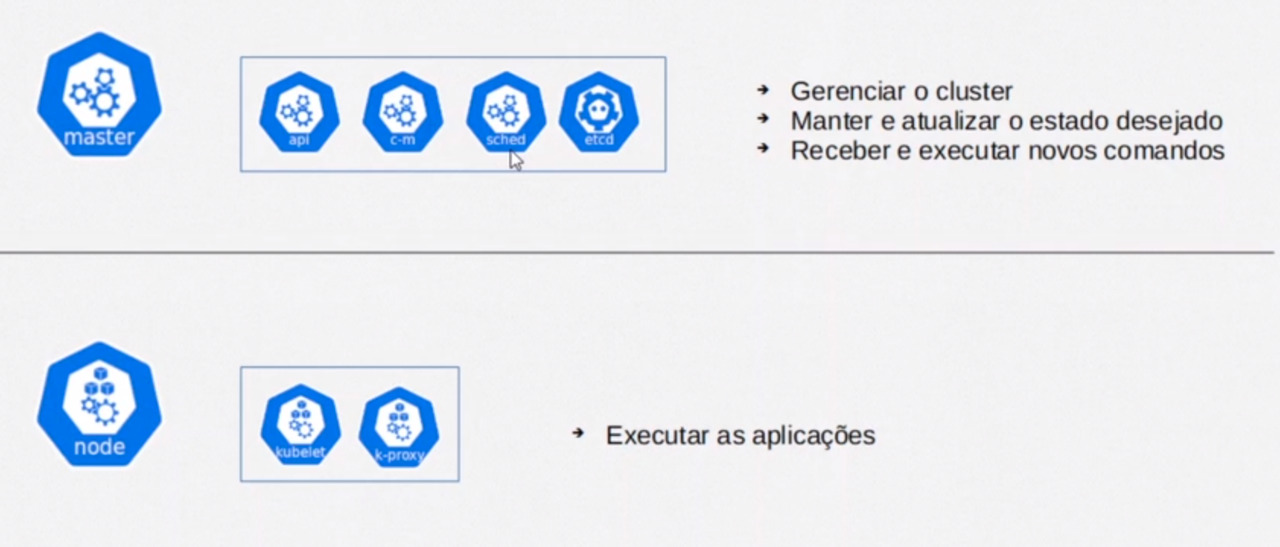 master
api
c-m
sched
etcd
Gerenciar o cluster
Manter e atualizar o estado desejado
Receber e executar novos comandos
node
kubelet
k-proxy
Executar as aplicações